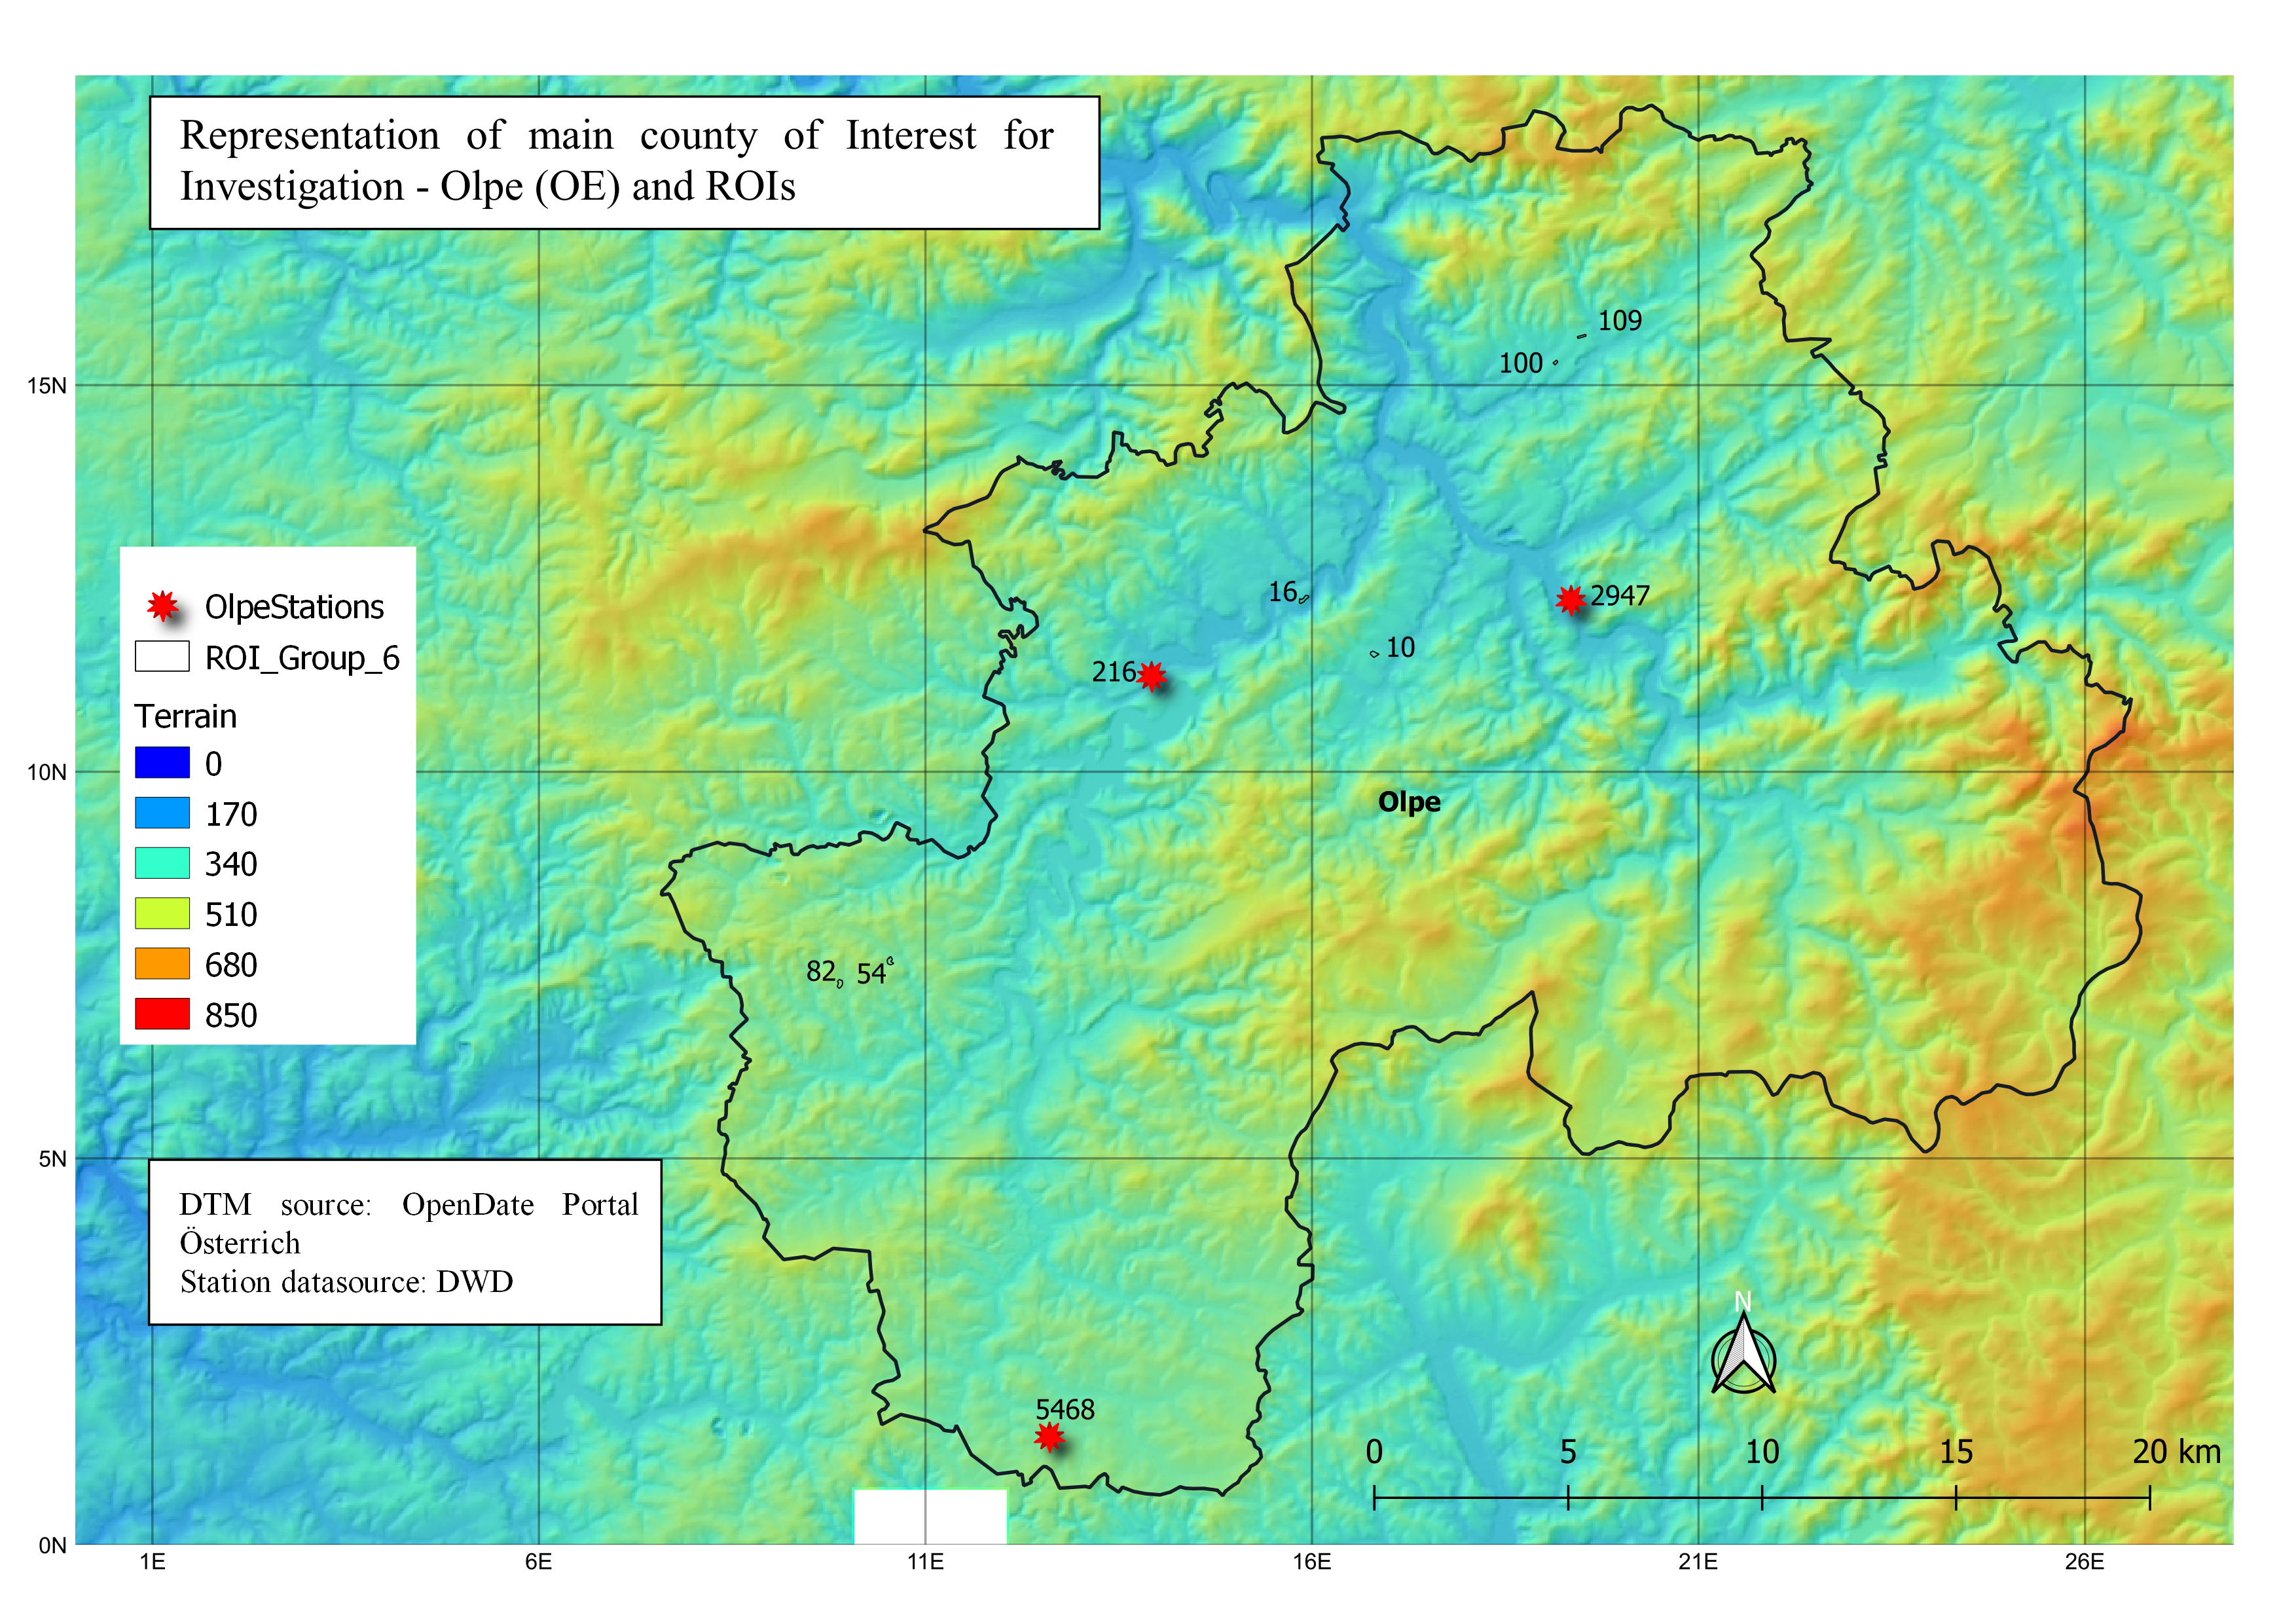 Representation of main county of Interest for
Investigation - Olpe (OE) and ROIs
109
100
15N
OlpeStations
ROI_Group_6
Terrain
0
170
340
510
680
850
16
2947
10
216
10N
Olpe
82
54
5N
DTM source: OpenDate Portal
Österrich
Station datasource: DWD
N
5468
0 5 10 15 20 km
0N
1E 6E 11E 16E 21E 26E